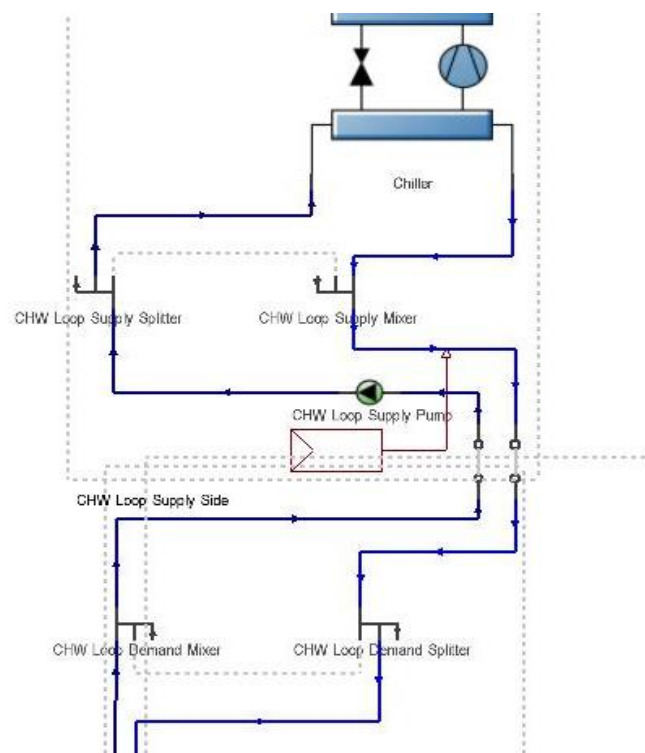 Chiller
CHW Loop Supply Splitter
CHW Loop Supply Mixer
CHW Loop Supply Pump
CHW Loop Supply Side
CHW Loop Demand Mixer
CHW Loop Demand Splitter